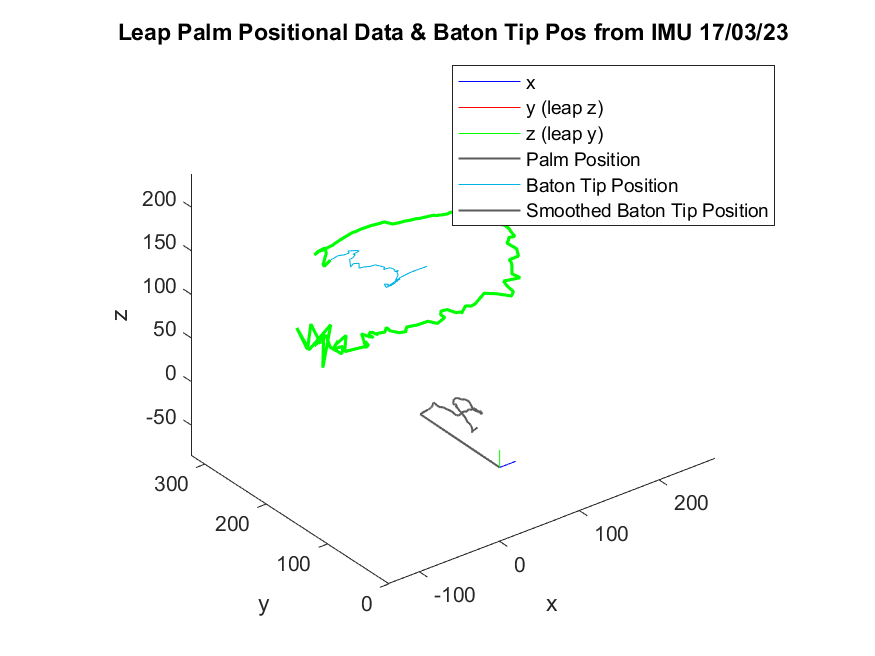 Leap Palm Positional Data & Baton Tip Pos from IMU 17/03/23
x
y (leap z)
z (leap y)
Palm Position
Baton Tip Position
Smoothed Baton Tip Position
200
150
100
50
0
-50
z
300
200
100
0
y
-100
0
100
200
x